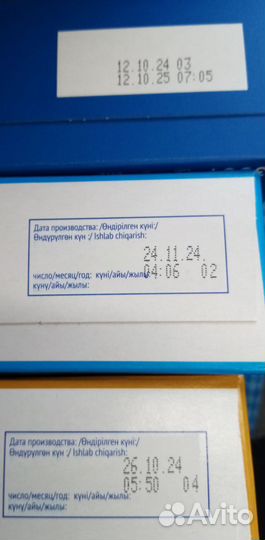 12.10.24 03
12.10.25 07:05
Дата производства: /Өндірілген күні:/
Өндүрүлгөн күн :/ Ishlab chiqarish:
24.11.24.
число/месяц/год: күні/айы/жылы: 04:06 02
күнү/айы/жылы:
Дата производства: /Өндірілген күні:/
Өндүрүлгөн күн :/ Ishlab chiqarish:
26.10.24
05:50 04
число/месяц/год: күні/айы/жылы:
күнү/айы/жылы:
Avito